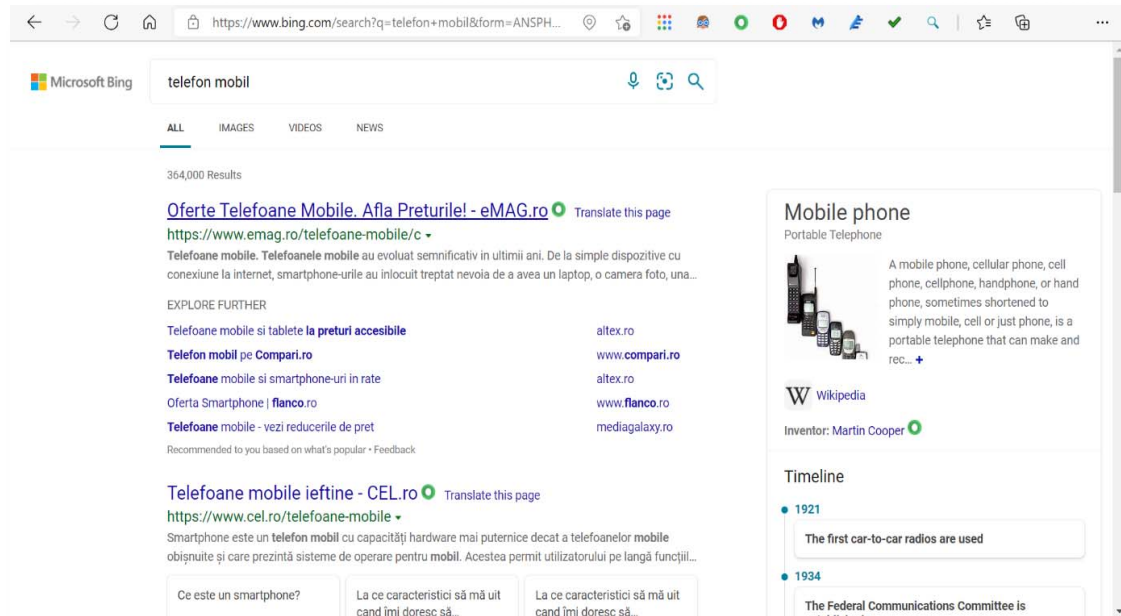 https://www.bing.com/search?q=telefon+mobil&form=ANSPH...
Microsoft Bing
telefon mobil
ALL IMAGES VIDEOS NEWS
364,000 Results
Oferte Telefoane Mobile. Afla Preturile! - eMAG.ro Translate this page
https://www.emag.ro/telefoane-mobile/c
Telefoane mobile. Telefoanele mobile au evoluat semnificativ in ultimii ani. De la simple dispozitive cu
conexiune la internet, smartphone-urile au inlocuit treptat nevoia de a avea un laptop, o camera foto, una...
EXPLORE FURTHER
Telefoane mobile si tablete la preturi accesibile altex.ro
Telefon mobil pe Compari.ro www.compari.ro
Telefoane mobile si smartphone-uri in rate altex.ro
Oferta Smartphone | flanco.ro www.flanco.ro
Telefoane mobile - vezi reducerile de pret mediagalaxy.ro
Recommended to you based on what's popular • Feedback
Telefoane mobile ieftine - CEL.ro Translate this page
https://www.cel.ro/telefoane-mobile
Smartphone este un telefon mobil cu capacități hardware mai puternice decat a telefoanelor mobile
obișnuite și care prezintă sisteme de operare pentru mobil. Acestea permit utilizatorului pe langă funcțiil...
Ce este un smartphone?
La ce caracteristici să mă uit
cand îmi doresc să...
La ce caracteristici să mă uit
cand îmi doresc să...
Mobile phone
Portable Telephone
A mobile phone, cellular phone, cell
phone, cellphone, handphone, or hand
phone, sometimes shortened to
simply mobile, cell or just phone, is a
portable telephone that can make and
rec... +
W Wikipedia
Inventor: Martin Cooper
Timeline
1921
The first car-to-car radios are used
1934
The Federal Communications Committee is